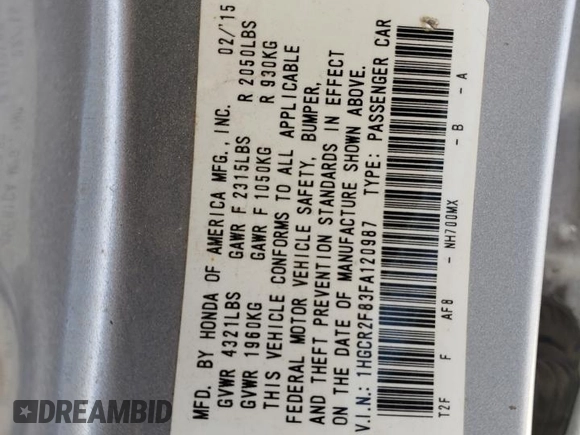 MFD. BY HONDA OF AMERICA MFG., INC. 02/'15
GVWR 4321LBS GAWR F 2315LBS R 2050LBS
GVWR 1960KG GAWR F 1050KG R 930KG
THIS VEHICLE CONFORMS TO ALL APPLICABLE
FEDERAL MOTOR VEHICLE SAFETY, BUMPER,
AND THEFT PREVENTION STANDARDS IN EFFECT
ON THE DATE OF MANUFACTURE SHOWN ABOVE.
V.I.N.: 1HGCR2F83FA120987 TYPE: PASSENGER CAR
T2F F AF8 - NH700MX - B - A
DREAMBID